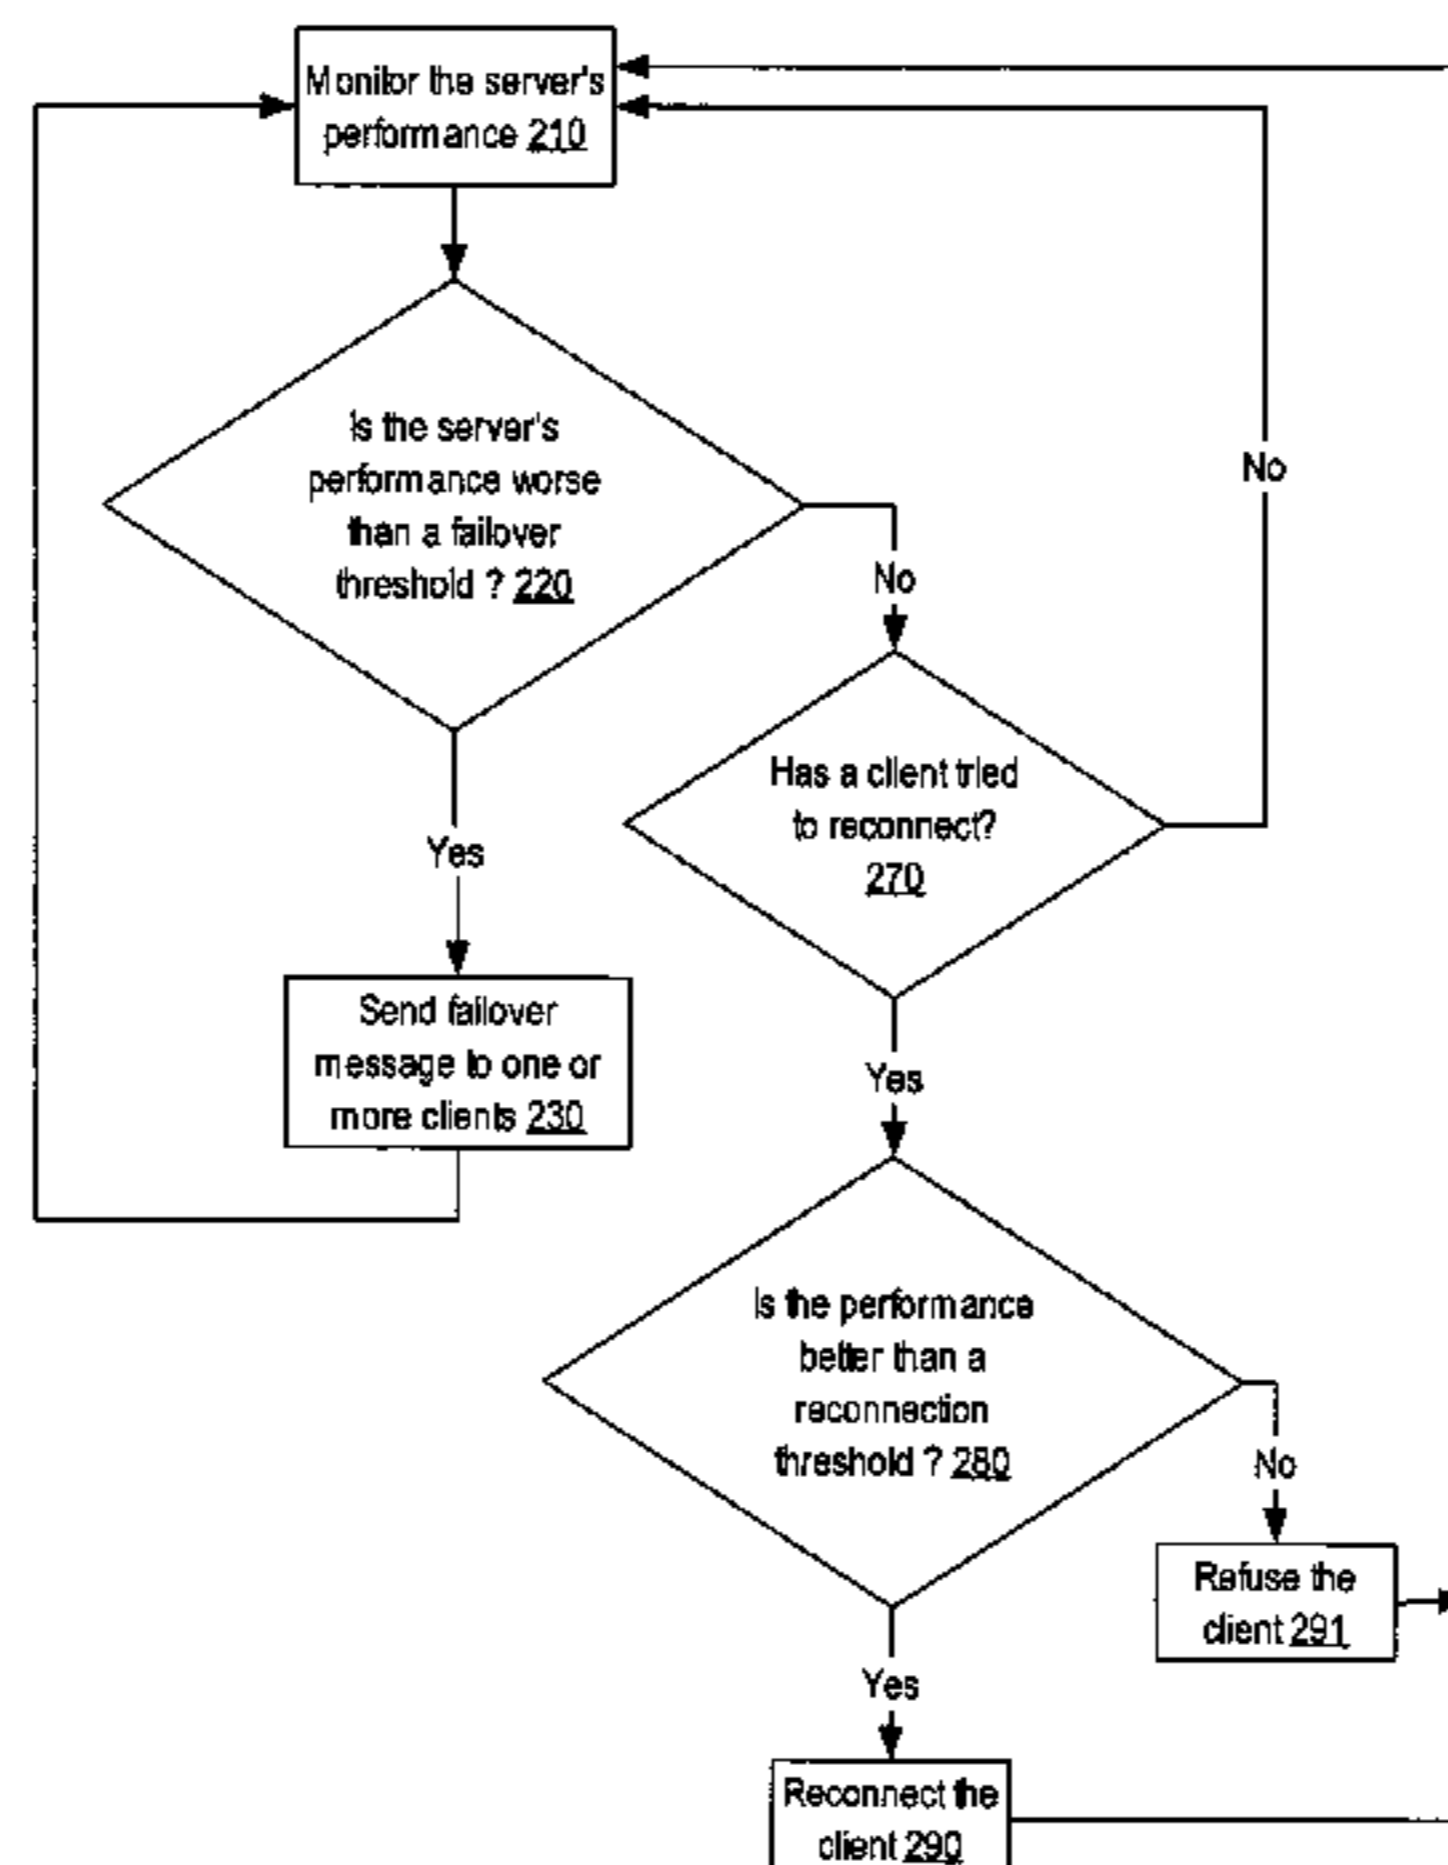 Monitor the server's
performance 210
Is the server's
performance worse
than a failover
threshold ? 220
No
No
Has a client tried
to reconnect?
270
Yes
Send failover
message to one or
more clients 230
Yes
Is the performance
better than a
reconnection
threshold ? 280
No
Refuse the
client 291
Yes
Reconnect the
client 290